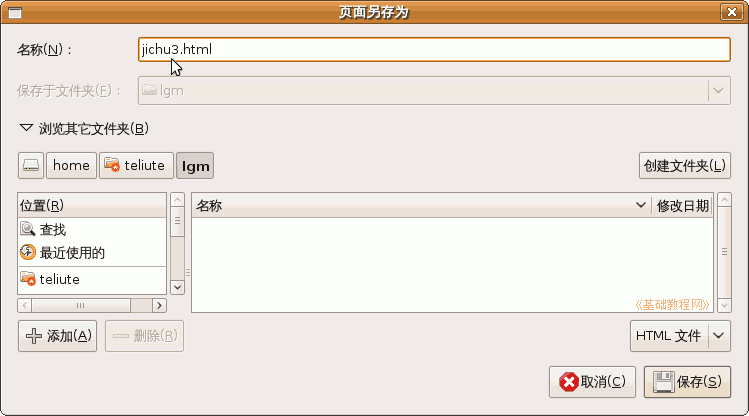 页面另存为
名称(N)：
jichu3.html
保存于文件夹(F)：
lgm
浏览其它文件夹(B)
home teliute lgm 创建文件夹(L)
位置(R) 名称 修改日期
查找
最近使用的
teliute
《基础教程网》
添加(A) 删除(R) HTML 文件
取消(C) 保存(S)